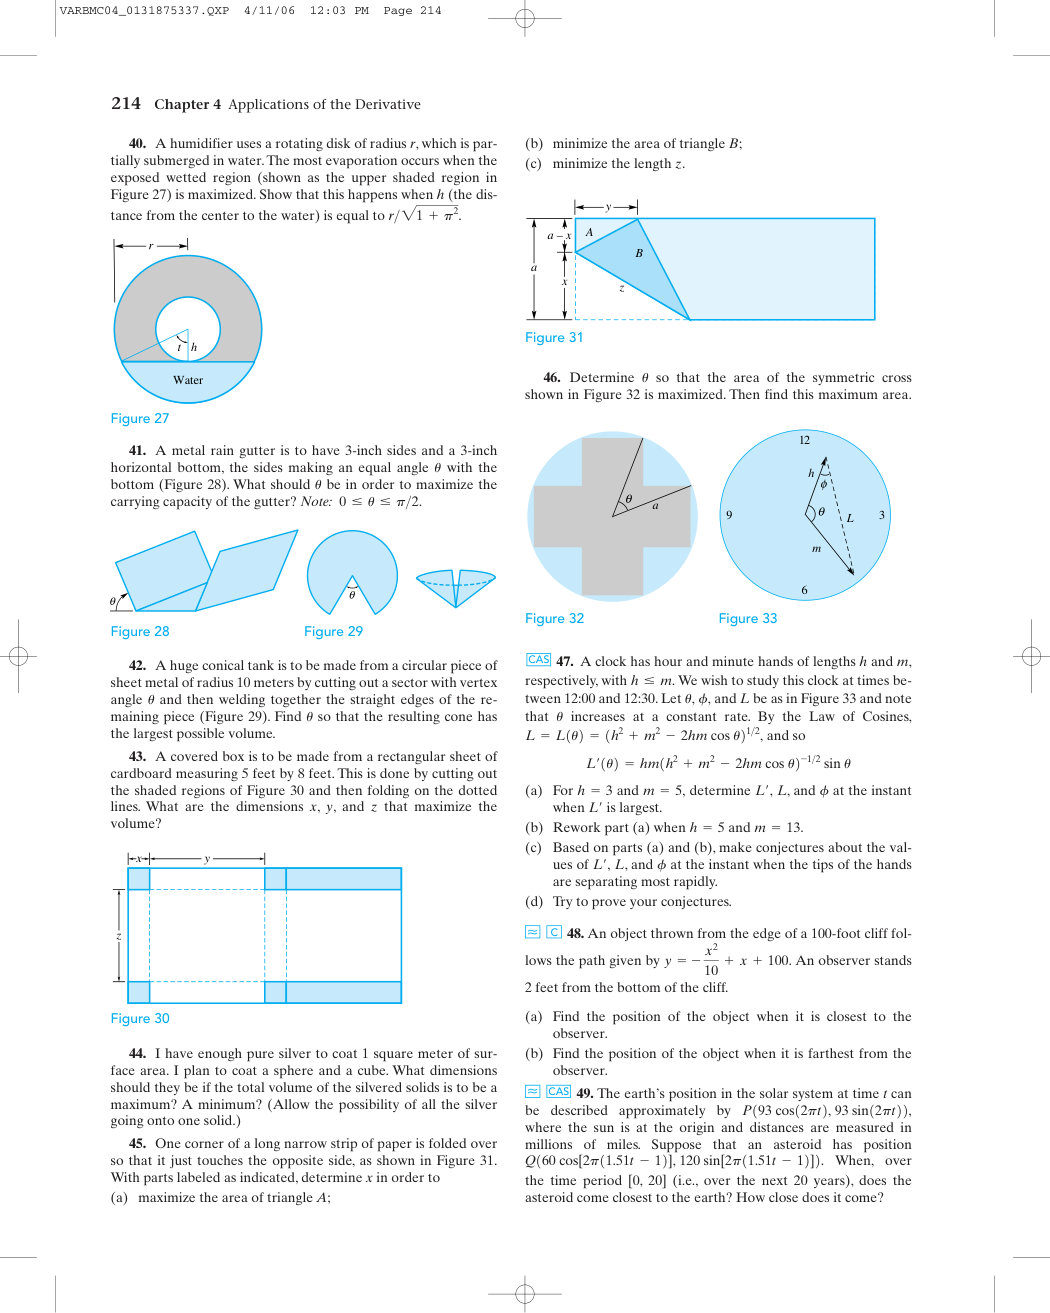 VARBMC04_0131875337.QXP  4/11/06  12:03 PM  Page 214
214 Chapter 4 Applications of the Derivative
40. A humidifier uses a rotating disk of radius r, which is par-
tially submerged in water. The most evaporation occurs when the
exposed wetted region (shown as the upper shaded region in
Figure 27) is maximized. Show that this happens when h (the dis-
tance from the center to the water) is equal to r/√(1 + π²).
r
t h
Water
Figure 27
41. A metal rain gutter is to have 3-inch sides and a 3-inch
horizontal bottom, the sides making an equal angle θ with the
bottom (Figure 28). What should θ be in order to maximize the
carrying capacity of the gutter? Note: 0 ≤ θ ≤ π/2.
θ
θ
Figure 28
Figure 29
42. A huge conical tank is to be made from a circular piece of
sheet metal of radius 10 meters by cutting out a sector with vertex
angle θ and then welding together the straight edges of the re-
maining piece (Figure 29). Find θ so that the resulting cone has
the largest possible volume.
43. A covered box is to be made from a rectangular sheet of
cardboard measuring 5 feet by 8 feet. This is done by cutting out
the shaded regions of Figure 30 and then folding on the dotted
lines. What are the dimensions x, y, and z that maximize the
volume?
x y
z
Figure 30
44. I have enough pure silver to coat 1 square meter of sur-
face area. I plan to coat a sphere and a cube. What dimensions
should they be if the total volume of the silvered solids is to be a
maximum? A minimum? (Allow the possibility of all the silver
going onto one solid.)
45. One corner of a long narrow strip of paper is folded over
so that it just touches the opposite side, as shown in Figure 31.
With parts labeled as indicated, determine x in order to
(a) maximize the area of triangle A;
(b) minimize the area of triangle B;
(c) minimize the length z.
y
a – x A
B
a
x
z
Figure 31
46. Determine θ so that the area of the symmetric cross
shown in Figure 32 is maximized. Then find this maximum area.
θ
a
12
h
ϕ
9 θ L 3
m
6
Figure 32
Figure 33
CAS 47. A clock has hour and minute hands of lengths h and m,
respectively, with h ≤ m. We wish to study this clock at times be-
tween 12:00 and 12:30. Let θ, ϕ, and L be as in Figure 33 and note
that θ increases at a constant rate. By the Law of Cosines,
L = L(θ) = (h² + m² − 2hm cos θ)^1/2, and so
L′(θ) = hm(h² + m² − 2hm cos θ)^−1/2 sin θ
(a) For h = 3 and m = 5, determine L′, L, and ϕ at the instant
when L′ is largest.
(b) Rework part (a) when h = 5 and m = 13.
(c) Based on parts (a) and (b), make conjectures about the val-
ues of L′, L, and ϕ at the instant when the tips of the hands
are separating most rapidly.
(d) Try to prove your conjectures.
≈ C 48. An object thrown from the edge of a 100-foot cliff fol-
lows the path given by y = −x²/10 + x + 100. An observer stands
2 feet from the bottom of the cliff.
(a) Find the position of the object when it is closest to the
observer.
(b) Find the position of the object when it is farthest from the
observer.
≈ CAS 49. The earth's position in the solar system at time t can
be described approximately by P(93 cos(2πt), 93 sin(2πt)),
where the sun is at the origin and distances are measured in
millions of miles. Suppose that an asteroid has position
Q(60 cos[2π(1.51t − 1)], 120 sin[2π(1.51t − 1)]). When, over
the time period [0, 20] (i.e., over the next 20 years), does the
asteroid come closest to the earth? How close does it come?